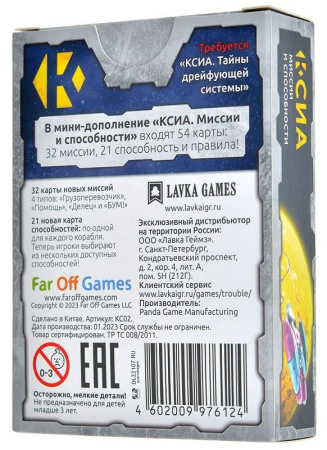 Требуется
«КСИА. Тайны
дрейфующей
системы»
В мини-дополнение «КСИА. Миссии
и способности» входят 54 карты:
32 миссии, 21 способность и правила!
32 карты новых миссий
4 типов: «Грузоперевозчик»,
«Помощь», «Делец» и «БУМ!»
21 новая карта
способностей: по одной
для каждого корабля.
Теперь игроки выбирают
из нескольких доступных
способностей!
Far Off Games
www.faroffgames.com
Copyright © 2023 Far Off Games LLC
LAVKA GAMES
www.lavkaigr.ru
Эксклюзивный дистрибьютор
на территории России:
ООО «Лавка Геймз».
г. Санкт-Петербург,
Кондратьевский проспект,
д. 2, кор. 4, лит. А,
пом. 5Н (212Г).
Клиентский сервис
www.lavkaigr.ru/games/trouble/
Производитель:
Panda Game Manufacturing
Сделано в Китае. Артикул: КС02.
Дата производства: 01.2023 Срок службы не ограничен.
Товар сертифицирован, ТР ТС 008/2011.
0-3
ЕАС
Осторожно, мелкие детали!
Не предназначено для детей
младше 3 лет.
DL22107 RU
4 602009 976124
КСИА
МИССИИ
И СПОСОБНОСТИ